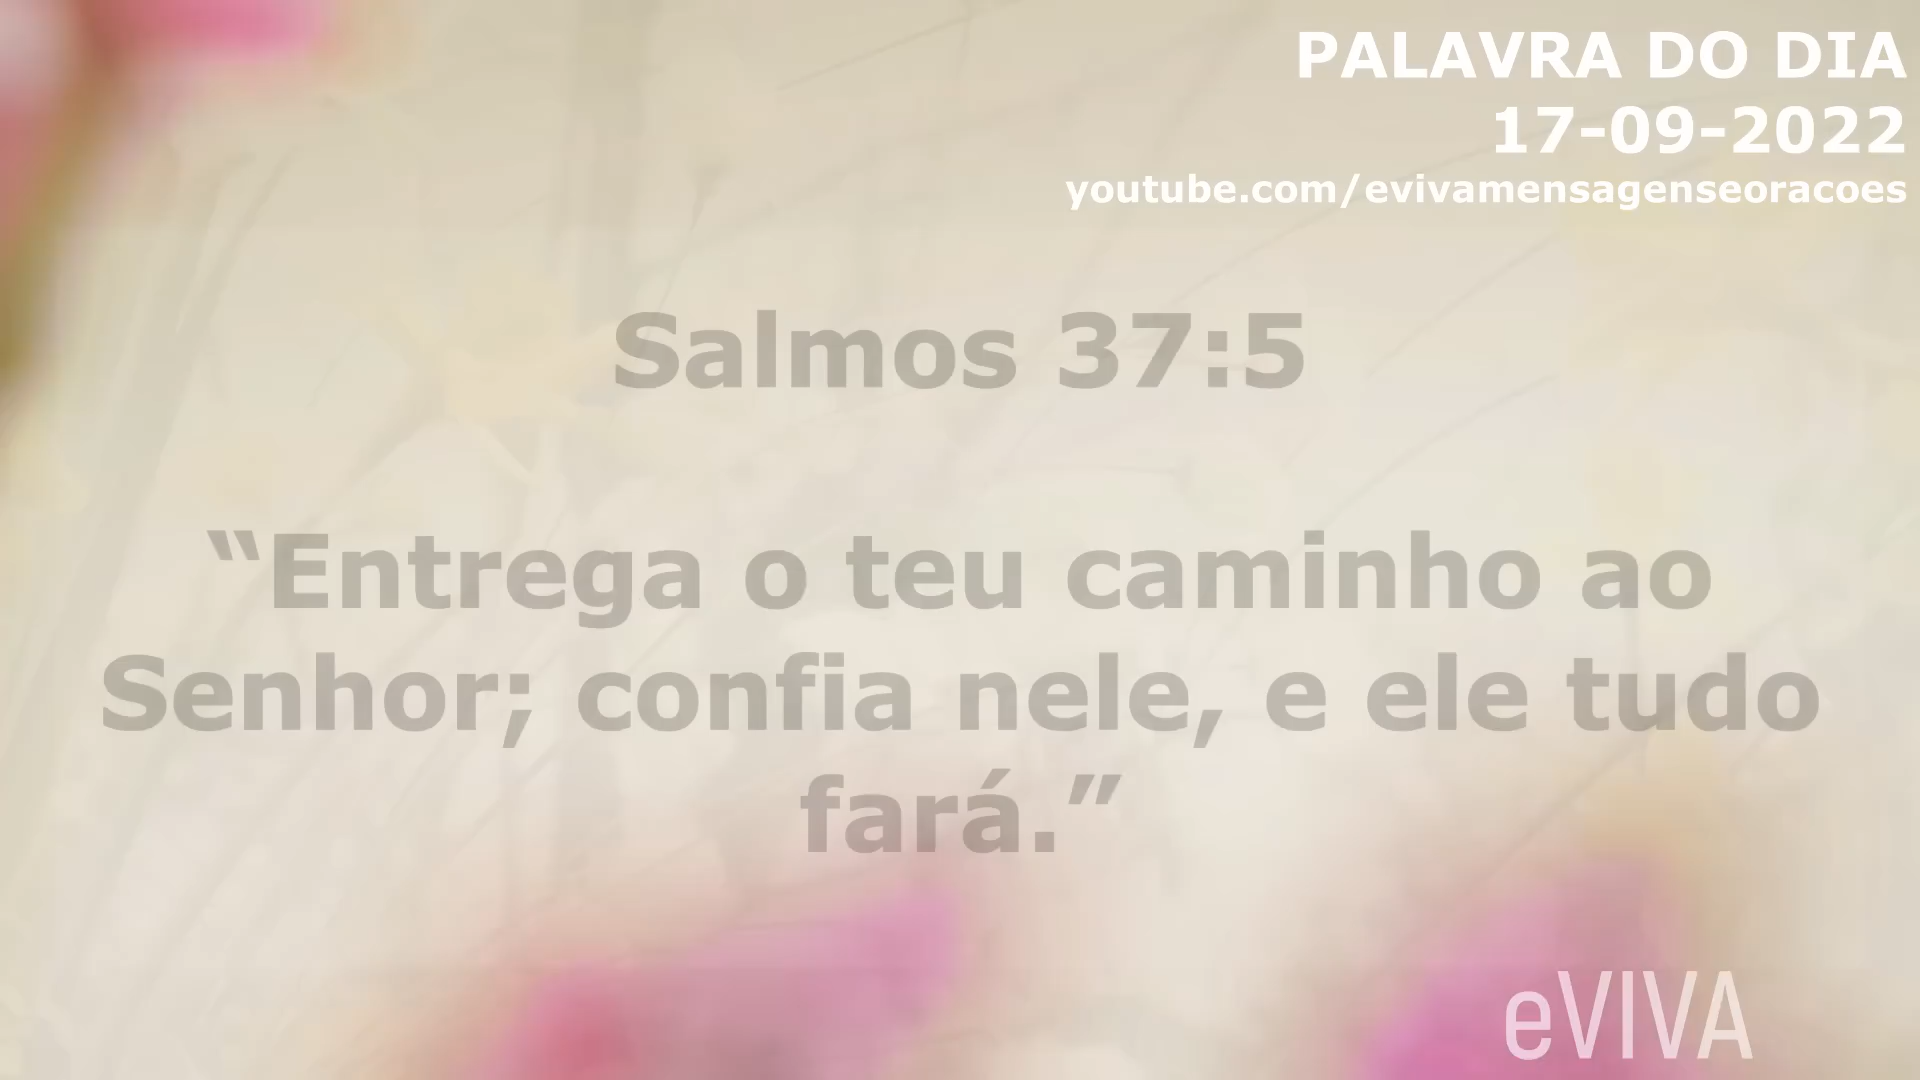 PALAVRA DO DIA
17-09-2022
youtube.com/evivamensagenseoracoes
Salmos 37:5
“Entrega o teu caminho ao
Senhor; confia nele, e ele tudo
fará.”
eVIVA